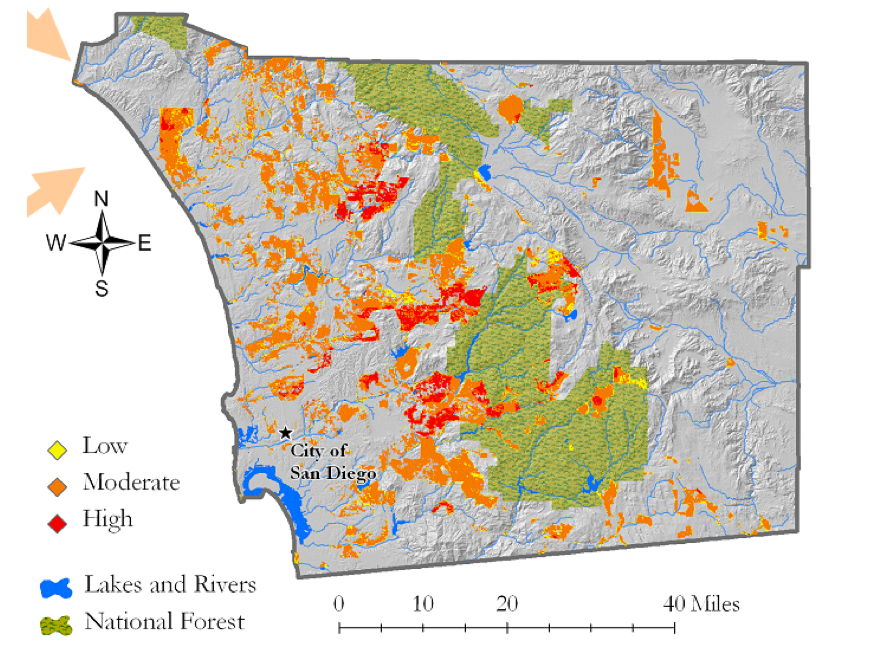 N
W E
S
City of
San Diego
Low
Moderate
High
Lakes and Rivers
National Forest
0 10 20 40 Miles